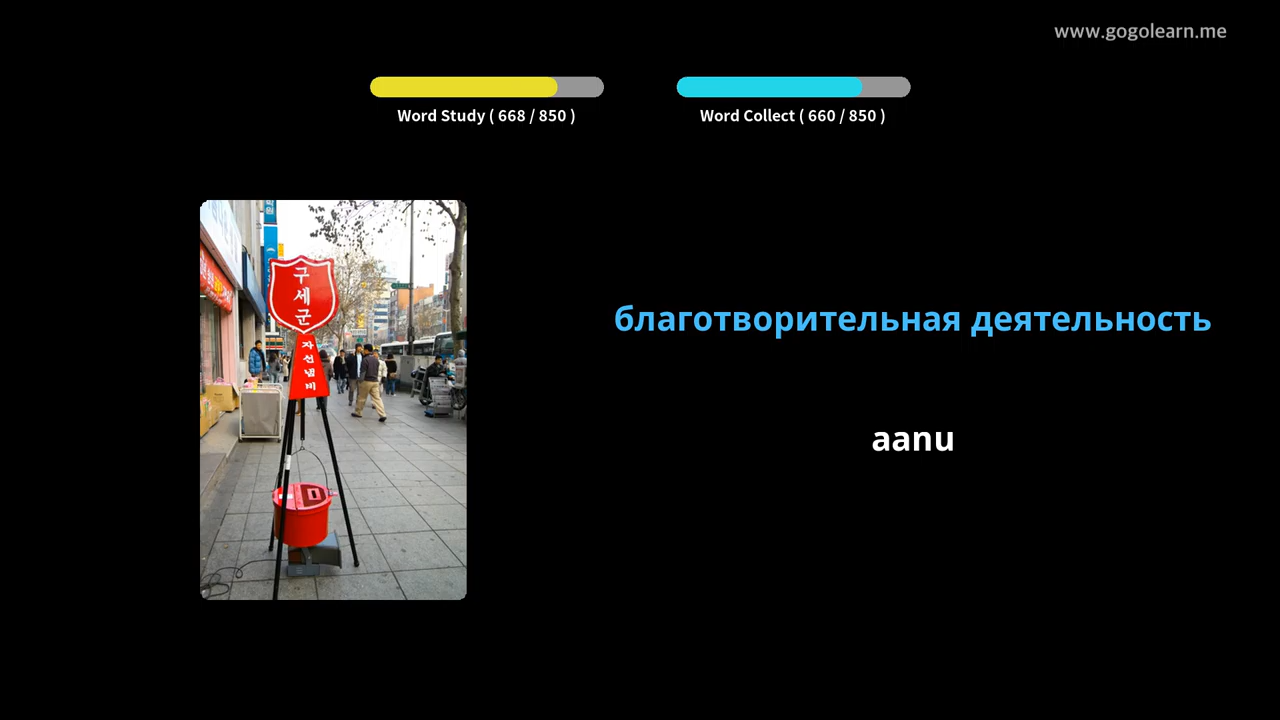 www.gogolearn.me
Word Study ( 668 / 850 )
Word Collect ( 660 / 850 )
구세군
자선냄비
благотворительная деятельность
aanu